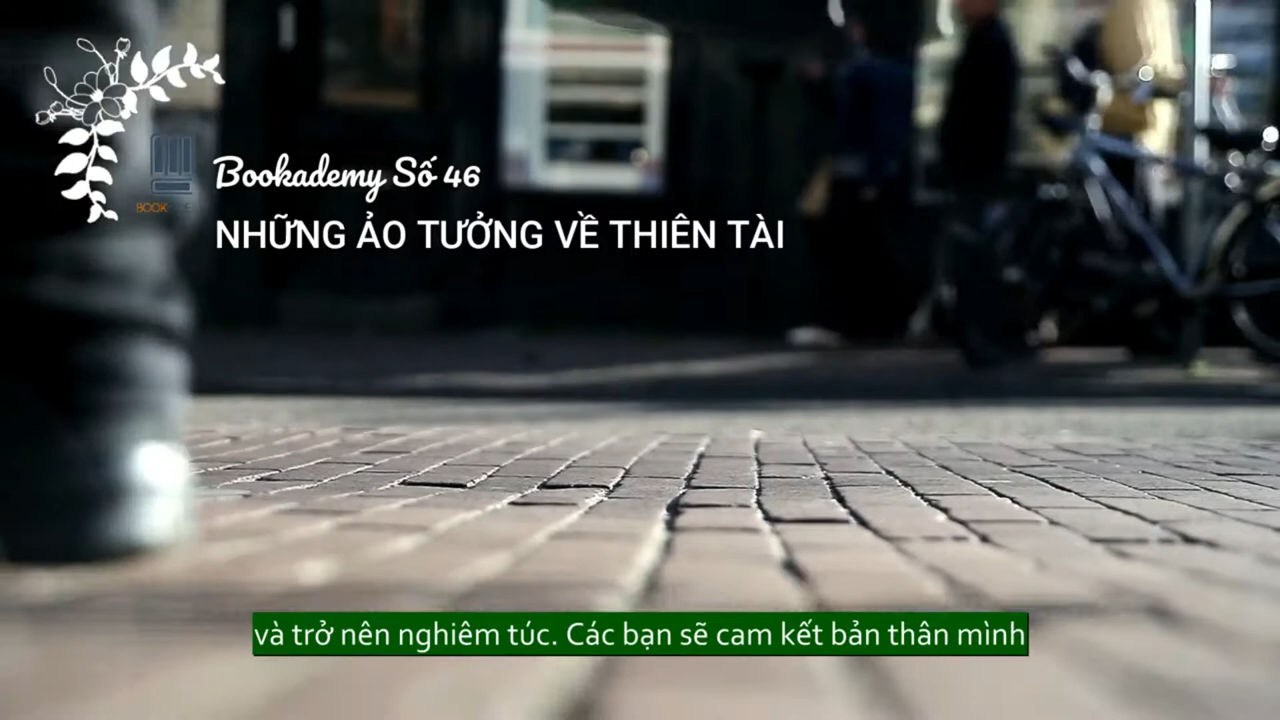 Bookademy Số 46
BOOK
NHỮNG ẢO TƯỞNG VỀ THIÊN TÀI
và trở nên nghiêm túc. Các bạn sẽ cam kết bản thân mình